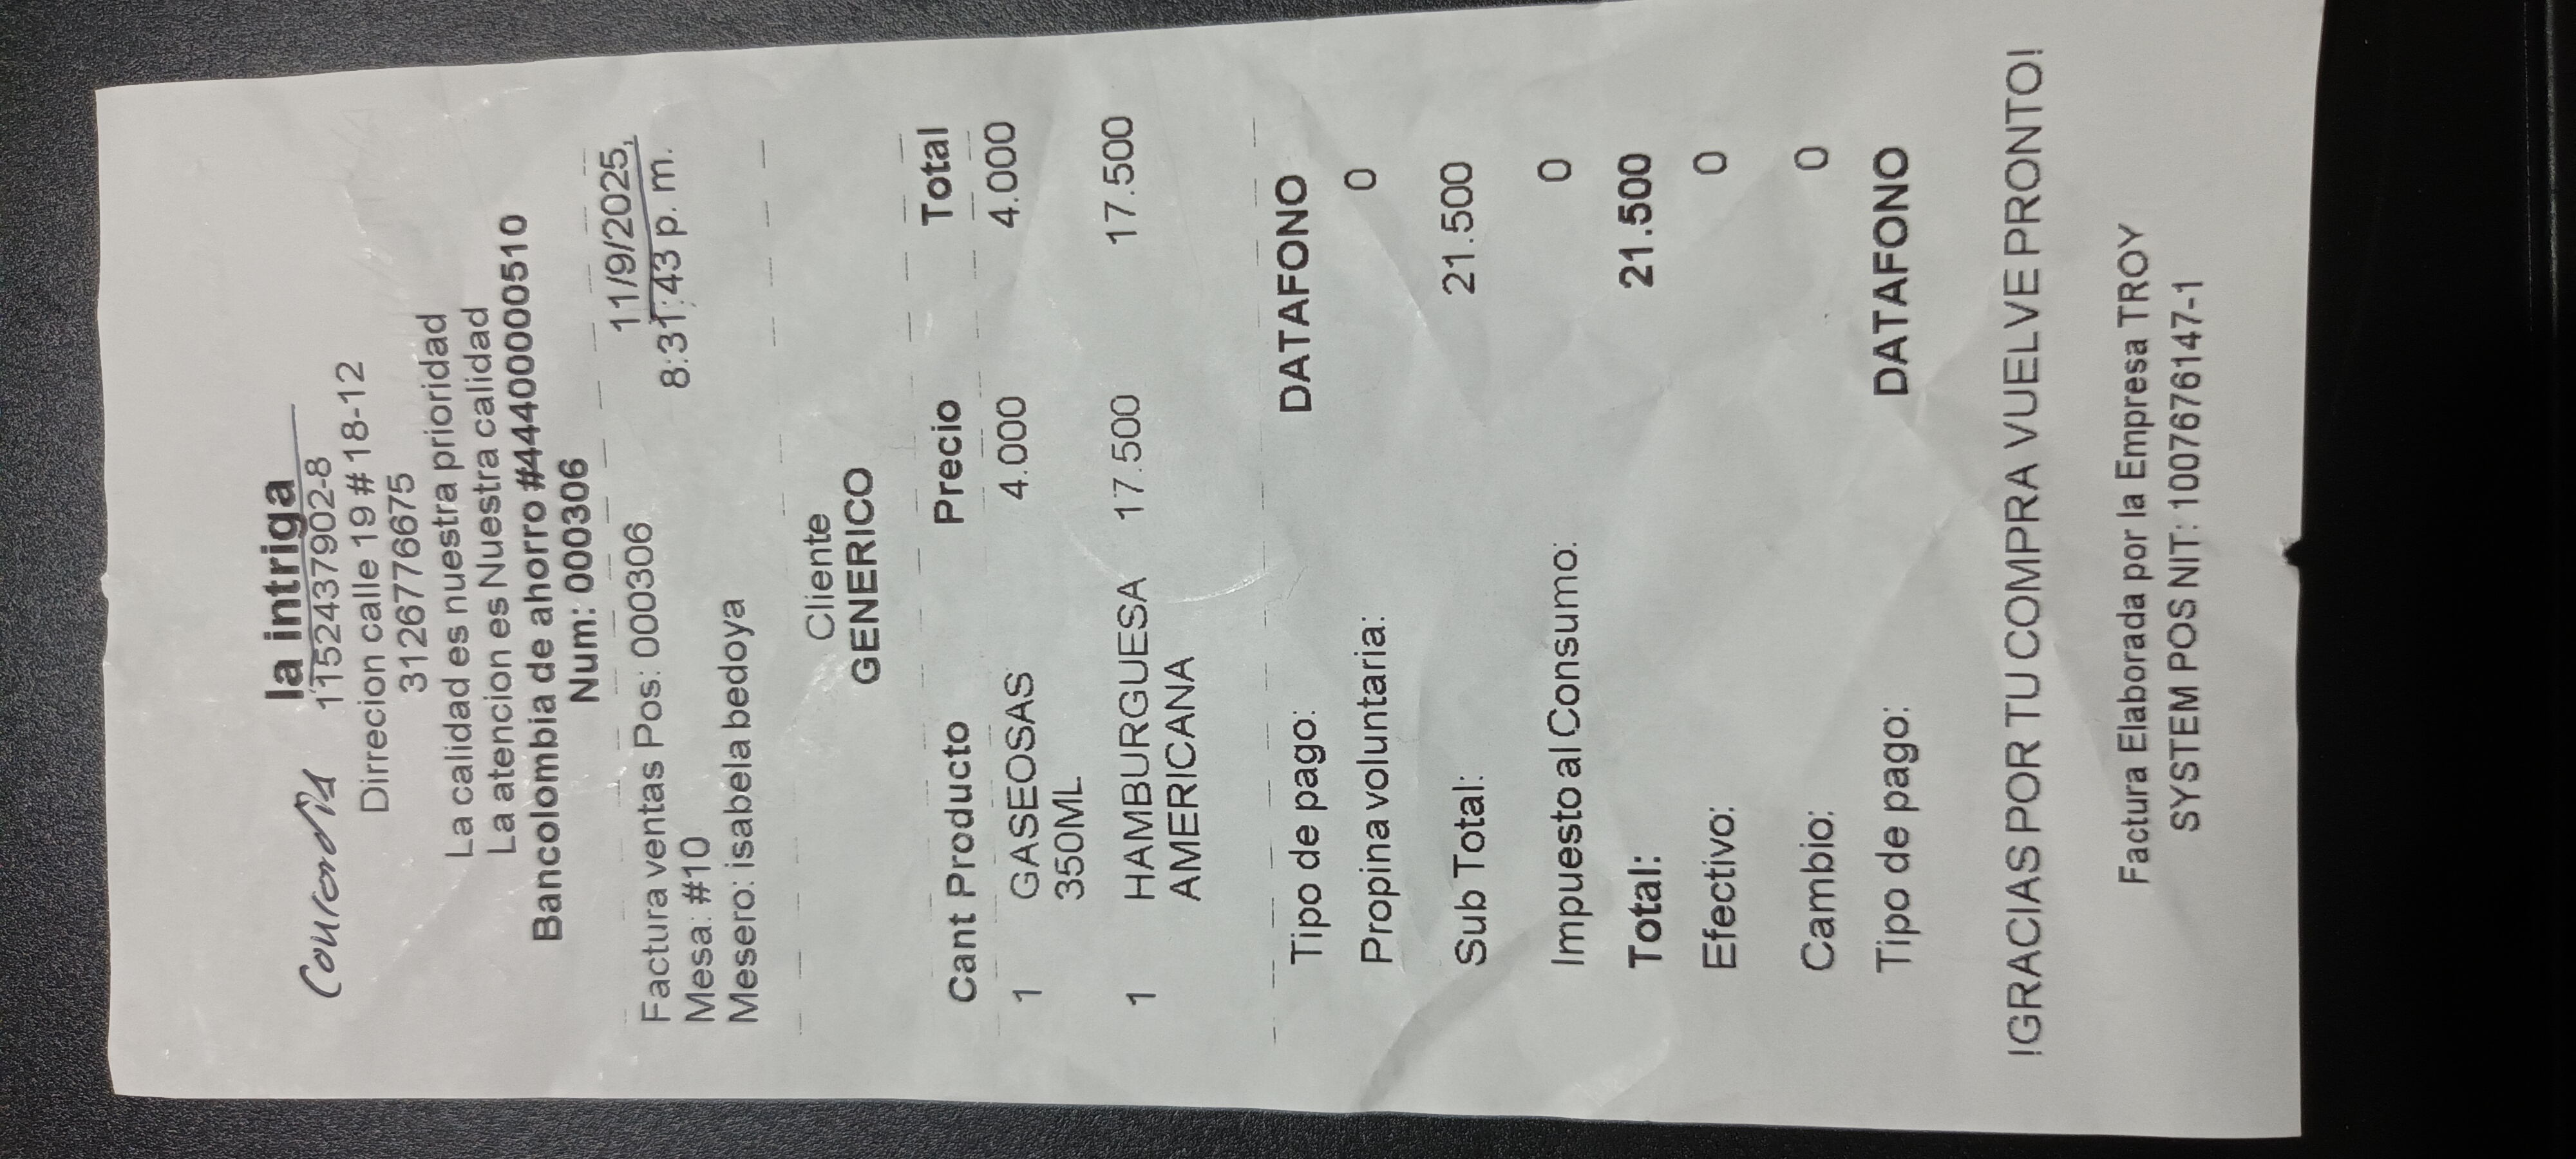 la intriga
Concordia 1152437902-8
Dirrecion calle 19 # 18-12
3126776675
La calidad es nuestra prioridad
La atencion es Nuestra calidad
Bancolombia de ahorro #44400000510
Num: 000306
11/9/2025,
Factura ventas Pos: 000306 8:31:43 p. m.
Mesa: #10
Mesero: isabela bedoya
Cliente
GENERICO
Cant Producto Precio Total
1 GASEOSAS 4.000 4.000
350ML
1 HAMBURGUESA 17.500 17.500
AMERICANA
Tipo de pago: DATAFONO
Propina voluntaria: 0
Sub Total: 21.500
Impuesto al Consumo: 0
Total: 21.500
Efectivo: 0
Cambio: 0
Tipo de pago: DATAFONO
!GRACIAS POR TU COMPRA VUELVE PRONTO!
Factura Elaborada por la Empresa TROY
SYSTEM POS NIT: 1007676147-1